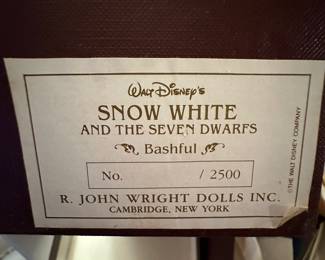 Walt Disney's
SNOW WHITE
AND THE SEVEN DWARFS
Bashful
No. / 2500
R. JOHN WRIGHT DOLLS INC.
CAMBRIDGE, NEW YORK
©THE WALT DISNEY COMPANY